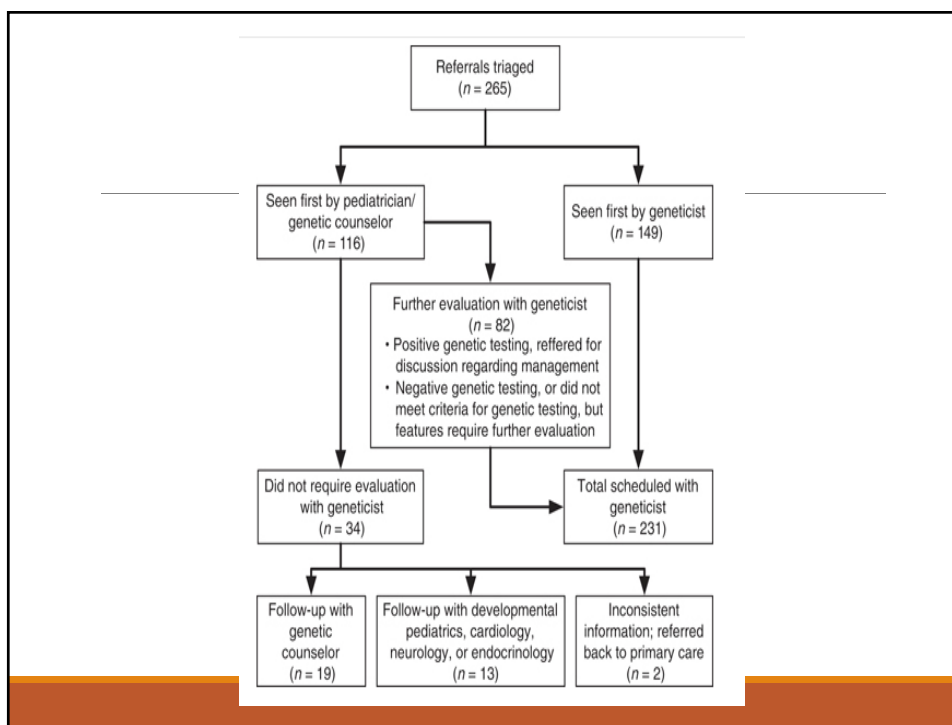 Referrals triaged
(n = 265)
Seen first by pediatrician/
genetic counselor
(n = 116)
Seen first by geneticist
(n = 149)
Further evaluation with geneticist
(n = 82)
• Positive genetic testing, reffered for
discussion regarding management
• Negative genetic testing, or did not
meet criteria for genetic testing, but
features require further evaluation
Did not require evaluation
with geneticist
(n = 34)
Total scheduled with
geneticist
(n = 231)
Follow-up with
genetic
counselor
(n = 19)
Follow-up with developmental
pediatrics, cardiology,
neurology, or endocrinology
(n = 13)
Inconsistent
information; referred
back to primary care
(n = 2)